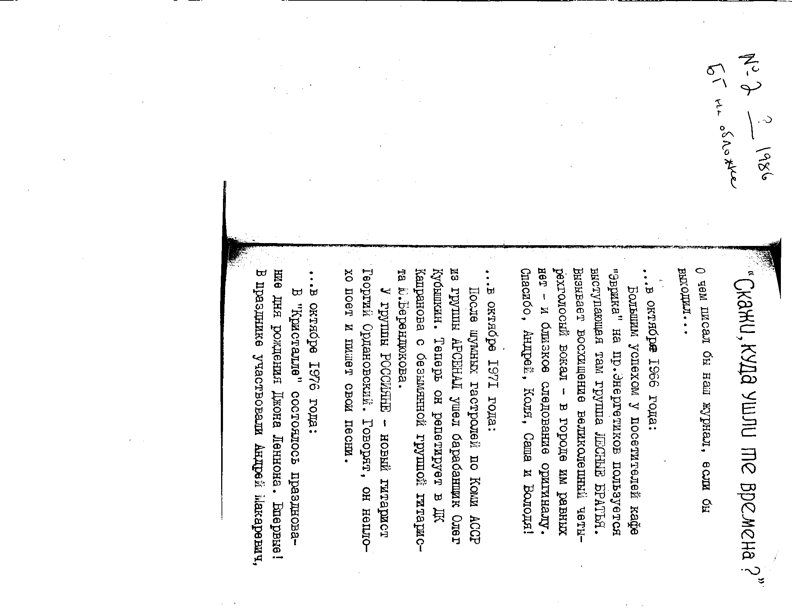 № 2 ? 1986
БГ на обложке
"Скажи, куда ушли те времена?"
О чем писал бы наш журнал, если бы
выходил...
...в октябре 1966 года:
Большим успехом у посетителей кафе
"Эврика" на пр.Энергетиков пользуется
выступающая там группа ЛЕСНЫЕ БРАТЬЯ.
Вызывает восхищение великолепный четы-
рехголосый вокал - в городе им равных
нет - и близкое следование оригиналу.
Спасибо, Андрей, Коля, Саша и Володя!
...в октябре 1971 года:
После шумных гастролей по Коми АССР
из группы АРСЕНАЛ ушел барабанщик Олег
Кубышкин. Теперь он репетирует в ДК
Капранова с безымянной группой гитарис-
та Ю.Берендюкова.
У группы РОССИЯНЕ - новый гитарист
Георгий Ордановский. Говорят, он непло-
хо поет и пишет свои песни.
...в октябре 1976 года:
В "Кристалле" состоялось празднова-
ние дня рождения Джона Леннона. Впервые!
В празднике участвовали Андрей Макаревич,